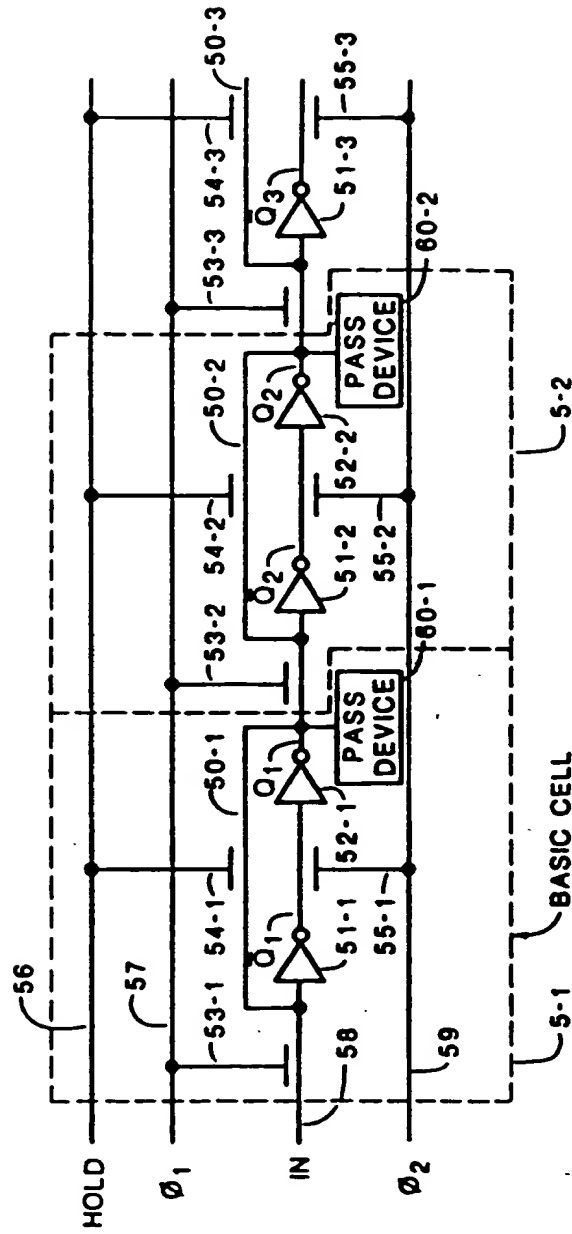 HOLD
Ø1
IN
Ø2
56
57
58
59
53-1
54-1
50-1
Q1
Q1
51-1
52-1
55-1
PASS
DEVICE
60-1
53-2
54-2
50-2
Q2
Q2
51-2
52-2
55-2
PASS
DEVICE
60-2
53-3
54-3
50-3
Q3
51-3
55-3
5-1
BASIC CELL
5-2